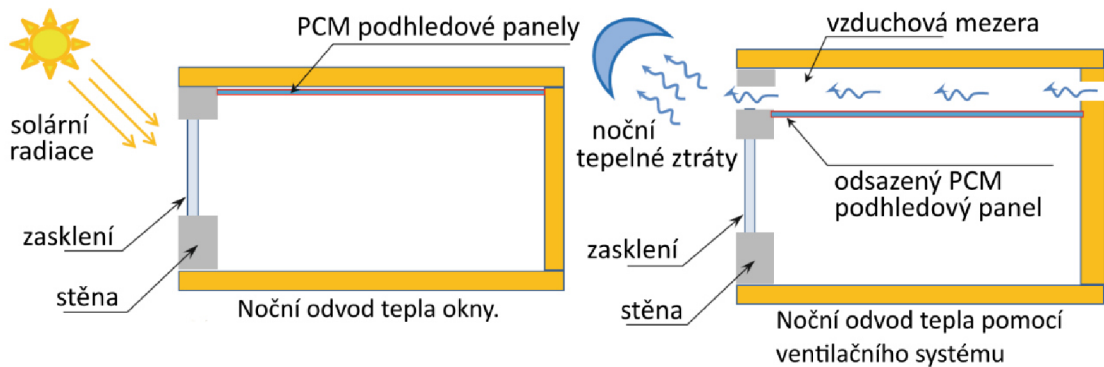 PCM podhledové panely
solární
radiace
zasklení
stěna
Noční odvod tepla okny.
vzduchová mezera
noční
tepelné ztráty
odsazený PCM
podhledový panel
zasklení
stěna
Noční odvod tepla pomocí
ventilačního systému